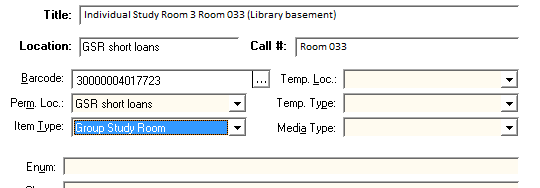 Title: Individual Study Room 3 Room 033 (Library basement)
Location: GSR short loans Call #: Room 033
Barcode: 30000004017723 ... Temp. Loc.:
Perm. Loc.: GSR short loans Temp. Type:
Item Type: Group Study Room Media Type:
Enum: